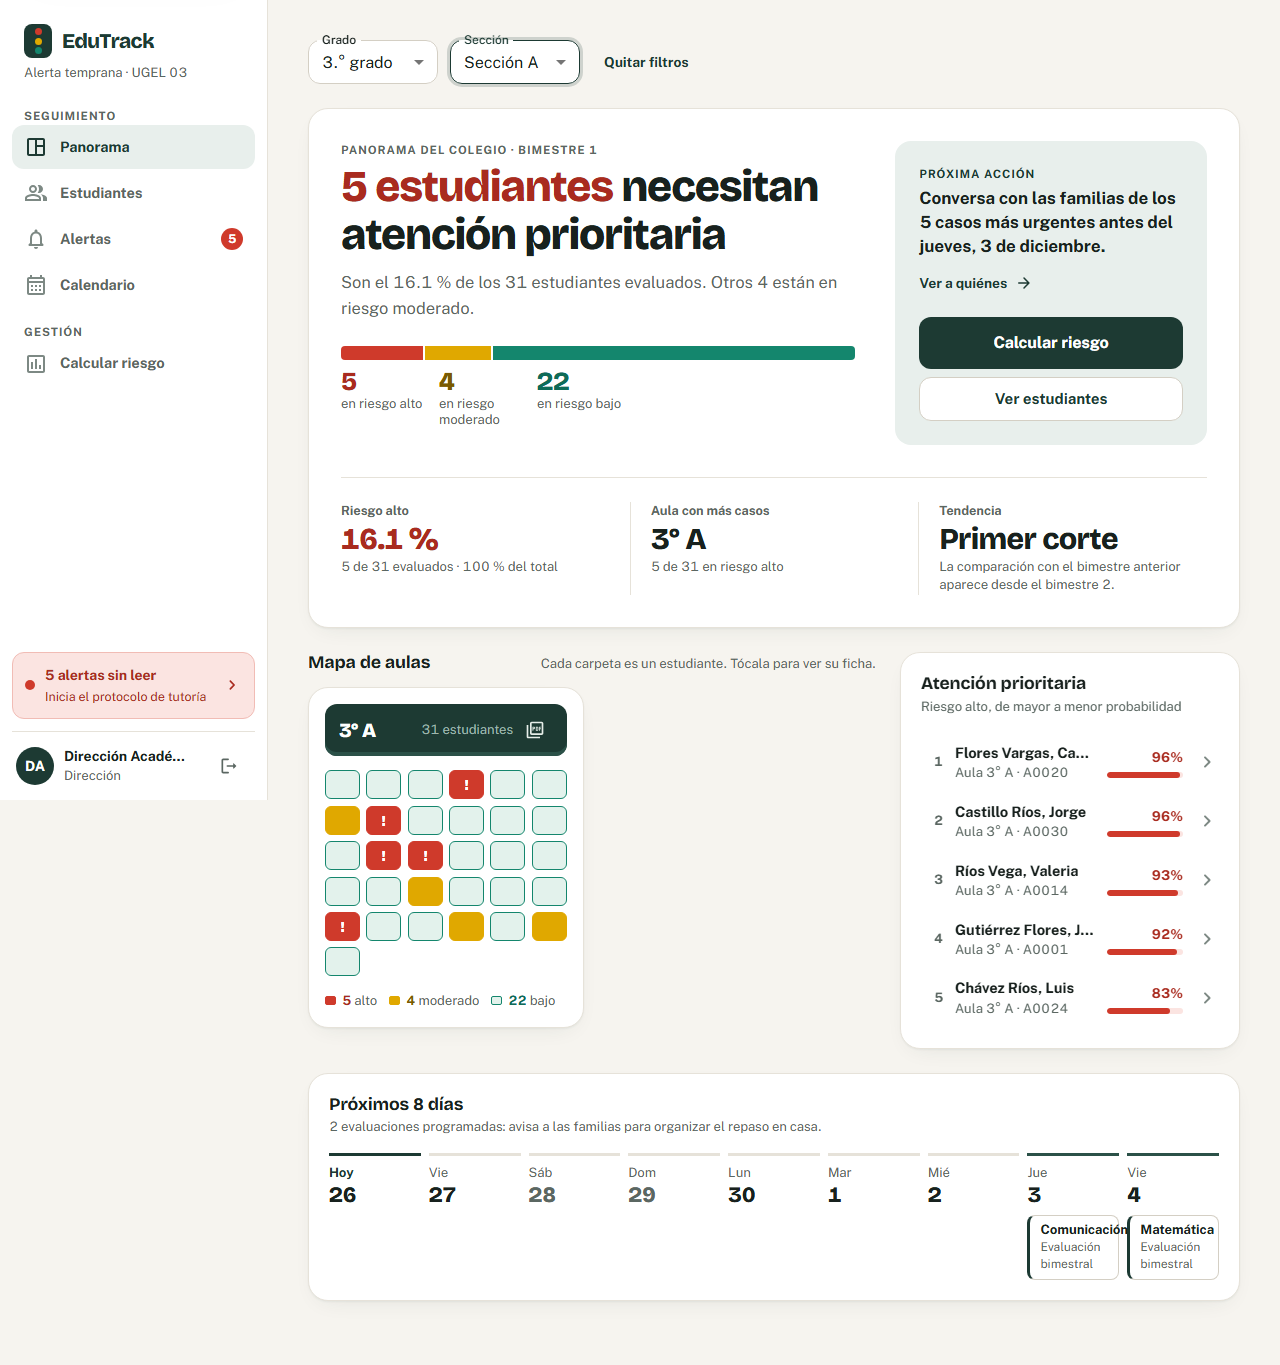 EduTrack
Alerta temprana · UGEL 03
SEGUIMIENTO
Panorama
Estudiantes
Alertas
5
Calendario
GESTIÓN
Calcular riesgo
5 alertas sin leer
Inicia el protocolo de tutoría
DA
Dirección Acadé...
Dirección
Grado
3.° grado
Sección
Sección A
Quitar filtros
PANORAMA DEL COLEGIO · BIMESTRE 1
5 estudiantes necesitan
atención prioritaria
Son el 16.1 % de los 31 estudiantes evaluados. Otros 4 están en
riesgo moderado.
5
en riesgo alto
4
en riesgo
moderado
22
en riesgo bajo
PRÓXIMA ACCIÓN
Conversa con las familias de los
5 casos más urgentes antes del
jueves, 3 de diciembre.
Ver a quiénes
Calcular riesgo
Ver estudiantes
Riesgo alto
16.1 %
5 de 31 evaluados · 100 % del total
Aula con más casos
3° A
5 de 31 en riesgo alto
Tendencia
Primer corte
La comparación con el bimestre anterior
aparece desde el bimestre 2.
Mapa de aulas
Cada carpeta es un estudiante. Tócala para ver su ficha.
3° A
31 estudiantes
PDF
!
!
! !
!
5 alto
4 moderado
22 bajo
Atención prioritaria
Riesgo alto, de mayor a menor probabilidad
1
Flores Vargas, Ca...
Aula 3° A · A0020
96%
2
Castillo Ríos, Jorge
Aula 3° A · A0030
96%
3
Ríos Vega, Valeria
Aula 3° A · A0014
93%
4
Gutiérrez Flores, J...
Aula 3° A · A0001
92%
5
Chávez Ríos, Luis
Aula 3° A · A0024
83%
Próximos 8 días
2 evaluaciones programadas: avisa a las familias para organizar el repaso en casa.
Hoy
26
Vie
27
Sáb
28
Dom
29
Lun
30
Mar
1
Mié
2
Jue
3
Comunicación
Evaluación
bimestral
Vie
4
Matemática
Evaluación
bimestral